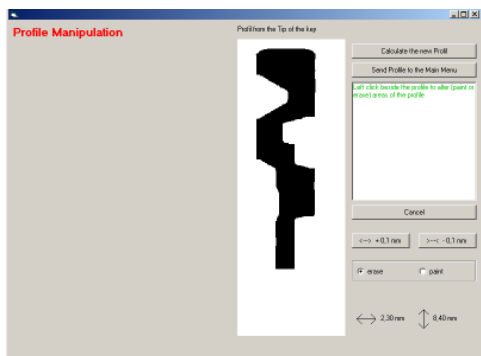 Profile Manipulation
Profil from the Tip of the key
Calculate the new Profil
Send Profile to the Main Menu
Left click beside the profile to alter (paint or
erase) areas of the profile
Cancel
<--> +0,1 mm
>--< -0,1 mm
erase
paint
2,30 mm
8,40 mm